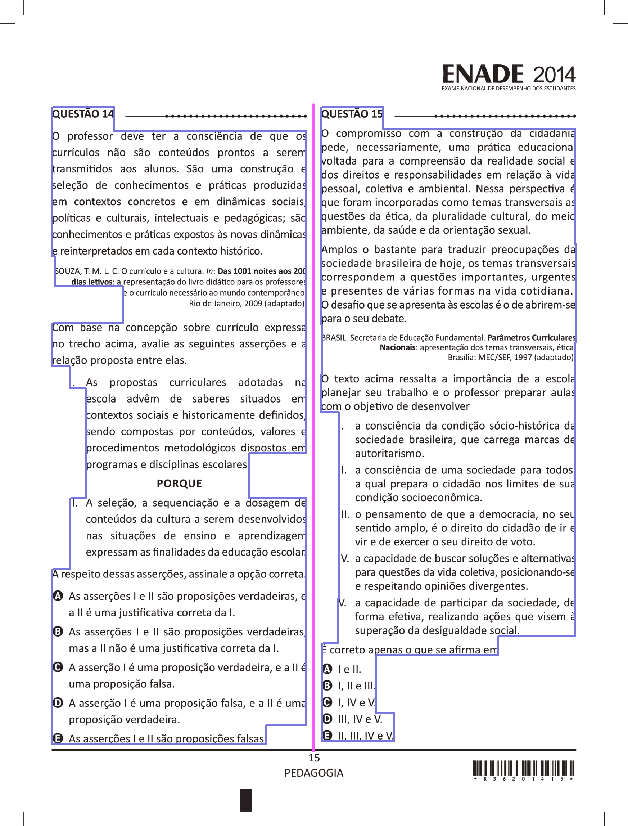 ENADE 2014
EXAME NACIONAL DE DESEMPENHO DOS ESTUDANTES
QUESTÃO 14
O professor deve ter a consciência de que os
currículos não são conteúdos prontos a serem
transmitidos aos alunos. São uma construção e
seleção de conhecimentos e práticas produzidas
em contextos concretos e em dinâmicas sociais,
políticas e culturais, intelectuais e pedagógicas; são
conhecimentos e práticas expostos às novas dinâmicas
e reinterpretados em cada contexto histórico.
SOUZA, T. M. L. C. O currículo e a cultura. In: Das 1001 noites aos 200
dias letivos: a representação do livro didático para os professores
e o currículo necessário ao mundo contemporâneo.
Rio de Janeiro, 2009 (adaptado).
Com base na concepção sobre currículo expressa
no trecho acima, avalie as seguintes asserções e a
relação proposta entre elas.
I. As propostas curriculares adotadas na
escola advêm de saberes situados em
contextos sociais e historicamente definidos,
sendo compostas por conteúdos, valores e
procedimentos metodológicos dispostos em
programas e disciplinas escolares.
PORQUE
II. A seleção, a sequenciação e a dosagem de
conteúdos da cultura a serem desenvolvidos
nas situações de ensino e aprendizagem
expressam as finalidades da educação escolar.
A respeito dessas asserções, assinale a opção correta.
A As asserções I e II são proposições verdadeiras, e
a II é uma justificativa correta da I.
B As asserções I e II são proposições verdadeiras,
mas a II não é uma justificativa correta da I.
C A asserção I é uma proposição verdadeira, e a II é
uma proposição falsa.
D A asserção I é uma proposição falsa, e a II é uma
proposição verdadeira.
E As asserções I e II são proposições falsas.
QUESTÃO 15
O compromisso com a construção da cidadania
pede, necessariamente, uma prática educacional
voltada para a compreensão da realidade social e
dos direitos e responsabilidades em relação à vida
pessoal, coletiva e ambiental. Nessa perspectiva é
que foram incorporadas como temas transversais as
questões da ética, da pluralidade cultural, do meio
ambiente, da saúde e da orientação sexual.
Amplos o bastante para traduzir preocupações da
sociedade brasileira de hoje, os temas transversais
correspondem a questões importantes, urgentes
e presentes de várias formas na vida cotidiana.
O desafio que se apresenta às escolas é o de abrirem-se
para o seu debate.
BRASIL. Secretaria de Educação Fundamental. Parâmetros Curriculares
Nacionais: apresentação dos temas transversais, ética.
Brasília: MEC/SEF, 1997 (adaptado).
O texto acima ressalta a importância de a escola
planejar seu trabalho e o professor preparar aulas
com o objetivo de desenvolver
I. a consciência da condição sócio-histórica da
sociedade brasileira, que carrega marcas de
autoritarismo.
II. a consciência de uma sociedade para todos,
a qual prepara o cidadão nos limites de sua
condição socioeconômica.
III. o pensamento de que a democracia, no seu
sentido amplo, é o direito do cidadão de ir e
vir e de exercer o seu direito de voto.
IV. a capacidade de buscar soluções e alternativas
para questões da vida coletiva, posicionando-se
e respeitando opiniões divergentes.
V. a capacidade de participar da sociedade, de
forma efetiva, realizando ações que visem à
superação da desigualdade social.
É correto apenas o que se afirma em
A I e II.
B I, II e III.
C I, IV e V.
D III, IV e V.
E II, III, IV e V.
15
PEDAGOGIA
*R3620141 5*